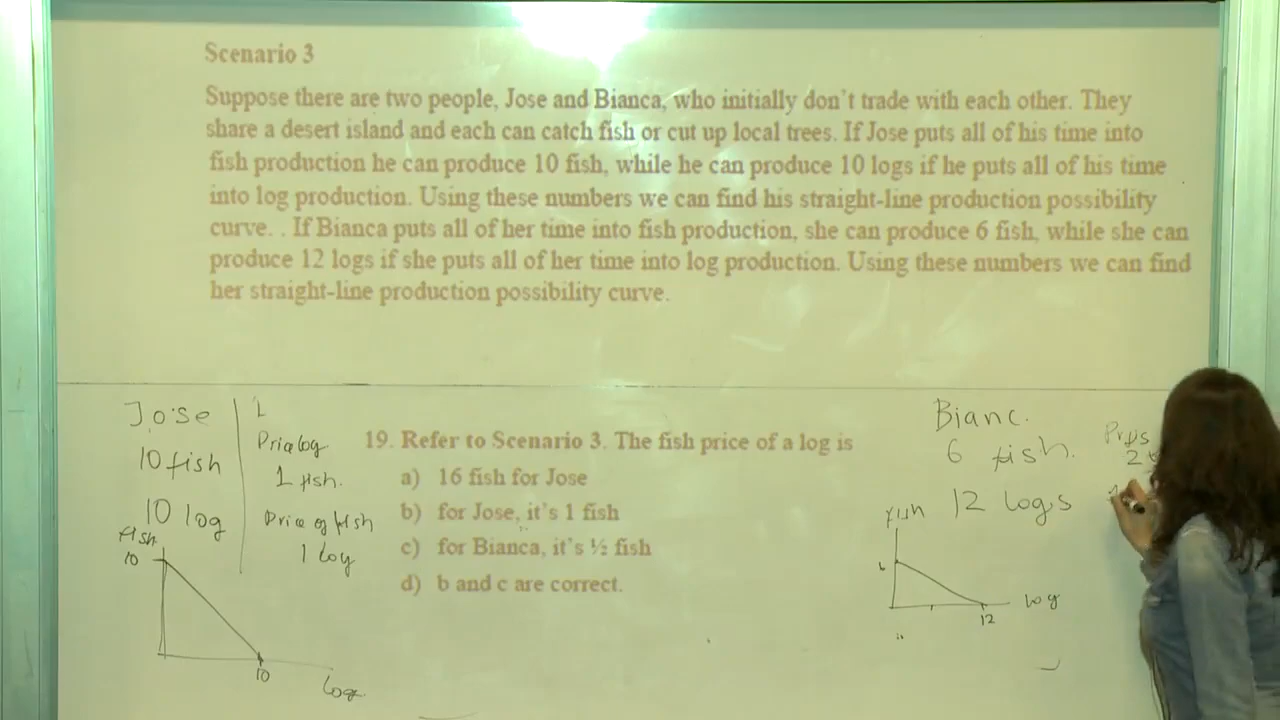 Scenario 3
Suppose there are two people, Jose and Bianca, who initially don't trade with each other. They
share a desert island and each can catch fish or cut up local trees. If Jose puts all of his time into
fish production he can produce 10 fish, while he can produce 10 logs if he puts all of his time
into log production. Using these numbers we can find his straight-line production possibility
curve. . If Bianca puts all of her time into fish production, she can produce 6 fish, while she can
produce 12 logs if she puts all of her time into log production. Using these numbers we can find
her straight-line production possibility curve.
19. Refer to Scenario 3. The fish price of a log is
a) 16 fish for Jose
b) for Jose, it's 1 fish
c) for Bianca, it's ½ fish
d) b and c are correct.
Jose
10 fish
10 log
fish
10
10
log
Price log
1 fish.
Price of fish
1 log
Bianc.
6 fish.
12 logs
fish
6
12
log
2